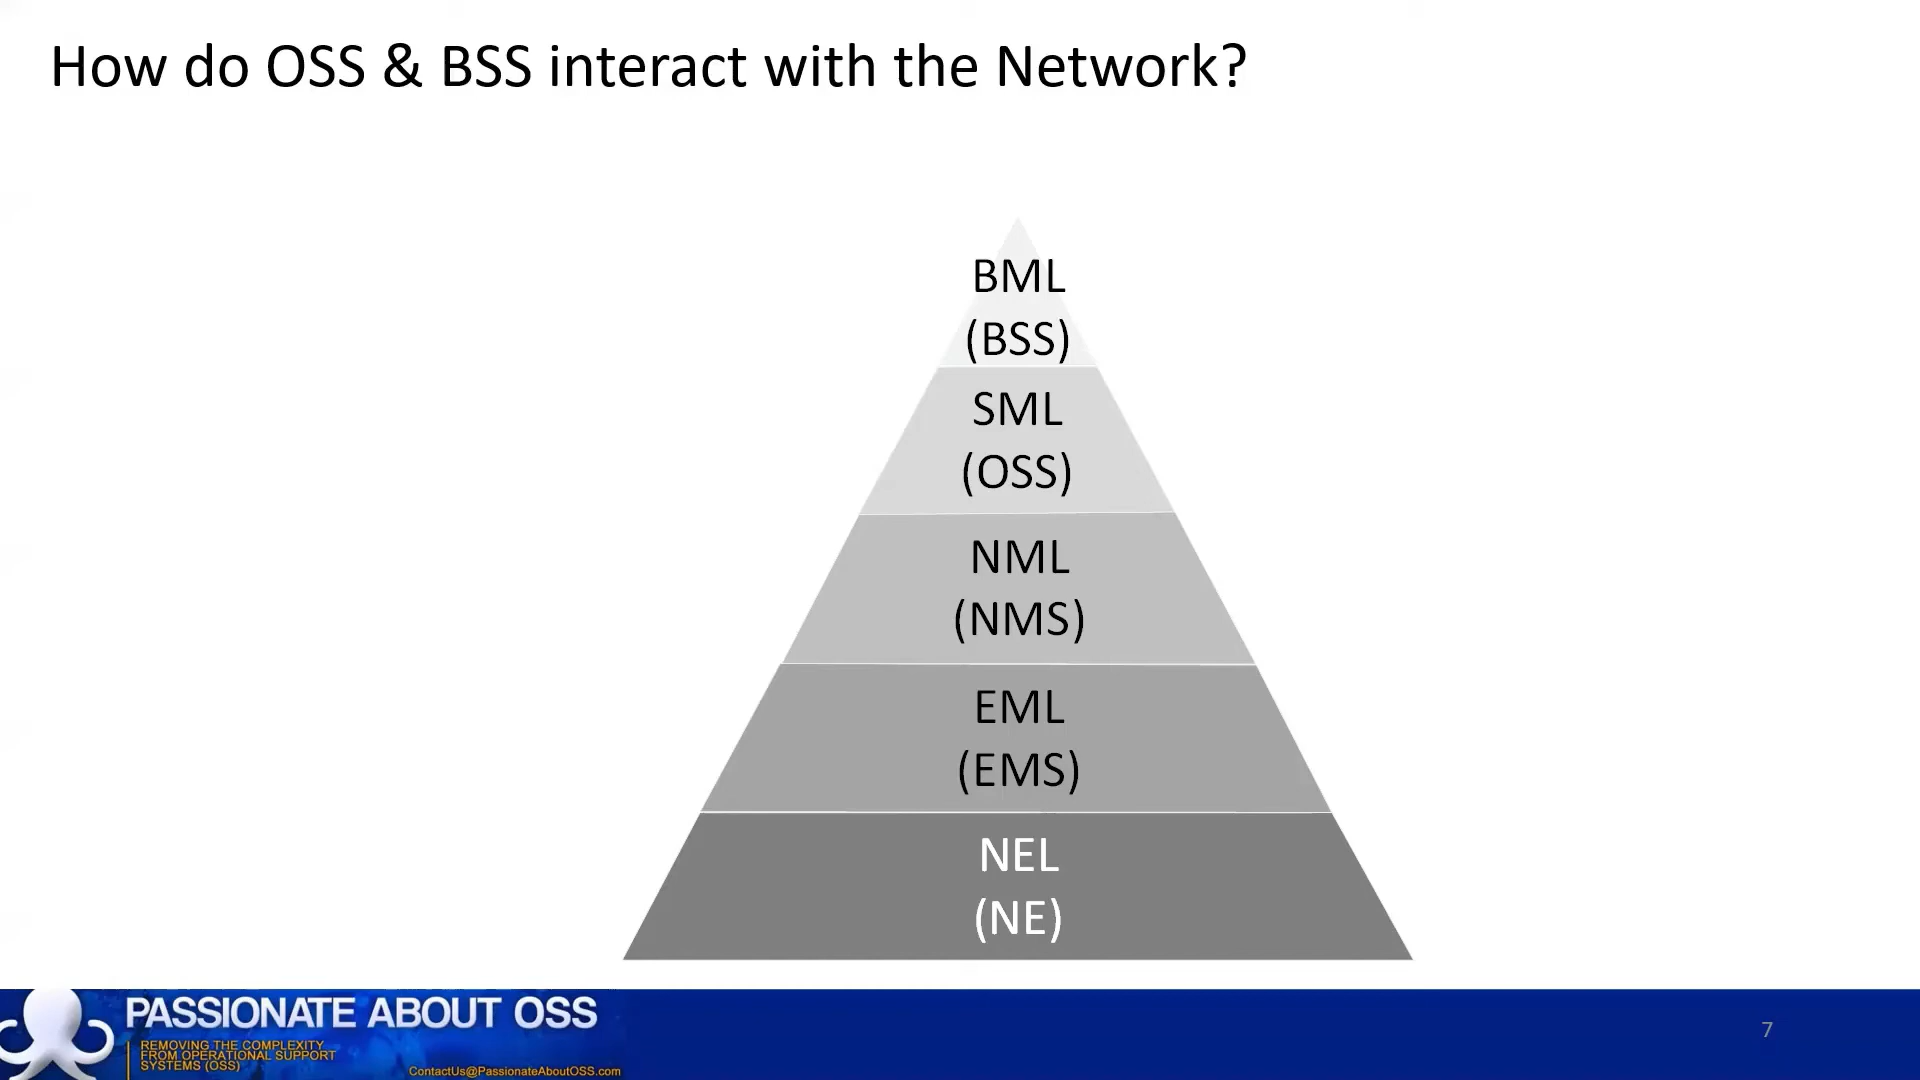 How do OSS & BSS interact with the Network?
BML
(BSS)
SML
(OSS)
NML
(NMS)
EML
(EMS)
NEL
(NE)
PASSIONATE ABOUT OSS
REMOVING THE COMPLEXITY
FROM OPERATIONAL SUPPORT
SYSTEMS (OSS)
ContactUs@PassionateAboutOSS.com
7